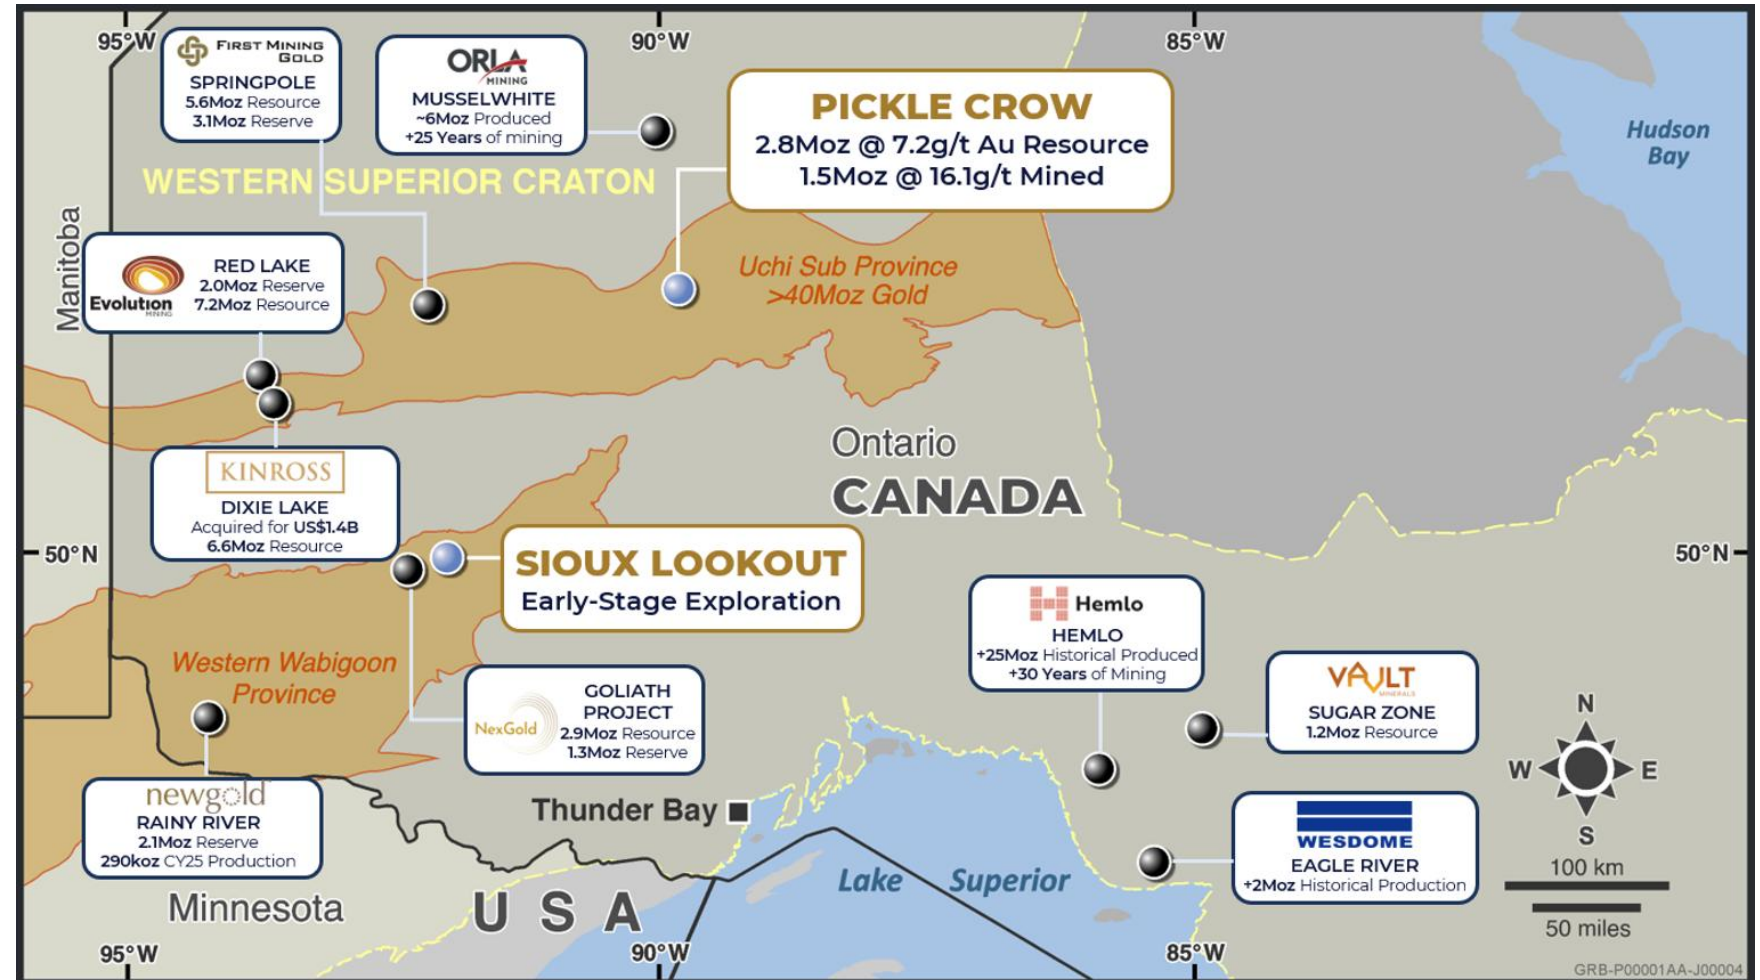 95°W
90°W
85°W
FIRST MINING
GOLD
SPRINGPOLE
5.6Moz Resource
3.1Moz Reserve
ORLA
MINING
MUSSELWHITE
~6Moz Produced
+25 Years of mining
PICKLE CROW
2.8Moz @ 7.2g/t Au Resource
1.5Moz @ 16.1g/t Mined
Hudson
Bay
WESTERN SUPERIOR CRATON
Manitoba
Evolution
MINING
RED LAKE
2.0Moz Reserve
7.2Moz Resource
Uchi Sub Province
>40Moz Gold
KINROSS
DIXIE LAKE
Acquired for US$1.4B
6.6Moz Resource
Ontario
CANADA
50°N
50°N
SIOUX LOOKOUT
Early-Stage Exploration
Hemlo
HEMLO
+25Moz Historical Produced
+30 Years of Mining
Western Wabigoon
Province
NexGold
GOLIATH
PROJECT
2.9Moz Resource
1.3Moz Reserve
VAULT
MINERALS
SUGAR ZONE
1.2Moz Resource
N
W
E
S
newgold
RAINY RIVER
2.1Moz Reserve
290koz CY25 Production
Thunder Bay
WESDOME
EAGLE RIVER
+2Moz Historical Production
Lake Superior
100 km
50 miles
Minnesota
USA
95°W
90°W
85°W
GRB-P00001AA-J00004